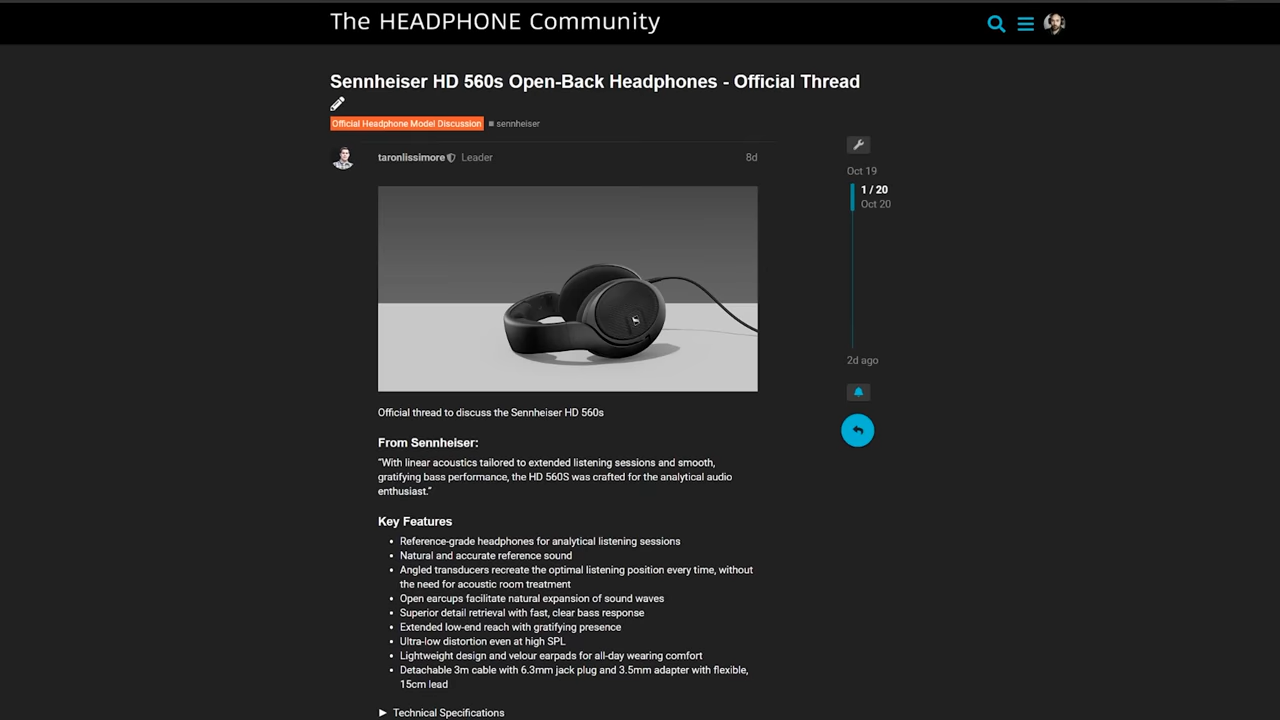 The HEADPHONE Community
Sennheiser HD 560s Open-Back Headphones - Official Thread
Official Headphone Model Discussion
sennheiser
taronlissimore Leader
8d
Oct 19
1 / 20
Oct 20
2d ago
Official thread to discuss the Sennheiser HD 560s
From Sennheiser:
“With linear acoustics tailored to extended listening sessions and smooth,
gratifying bass performance, the HD 560S was crafted for the analytical audio
enthusiast.”
Key Features
• Reference-grade headphones for analytical listening sessions
• Natural and accurate reference sound
• Angled transducers recreate the optimal listening position every time, without
the need for acoustic room treatment
• Open earcups facilitate natural expansion of sound waves
• Superior detail retrieval with fast, clear bass response
• Extended low-end reach with gratifying presence
• Ultra-low distortion even at high SPL
• Lightweight design and velour earpads for all-day wearing comfort
• Detachable 3m cable with 6.3mm jack plug and 3.5mm adapter with flexible,
15cm lead
► Technical Specifications